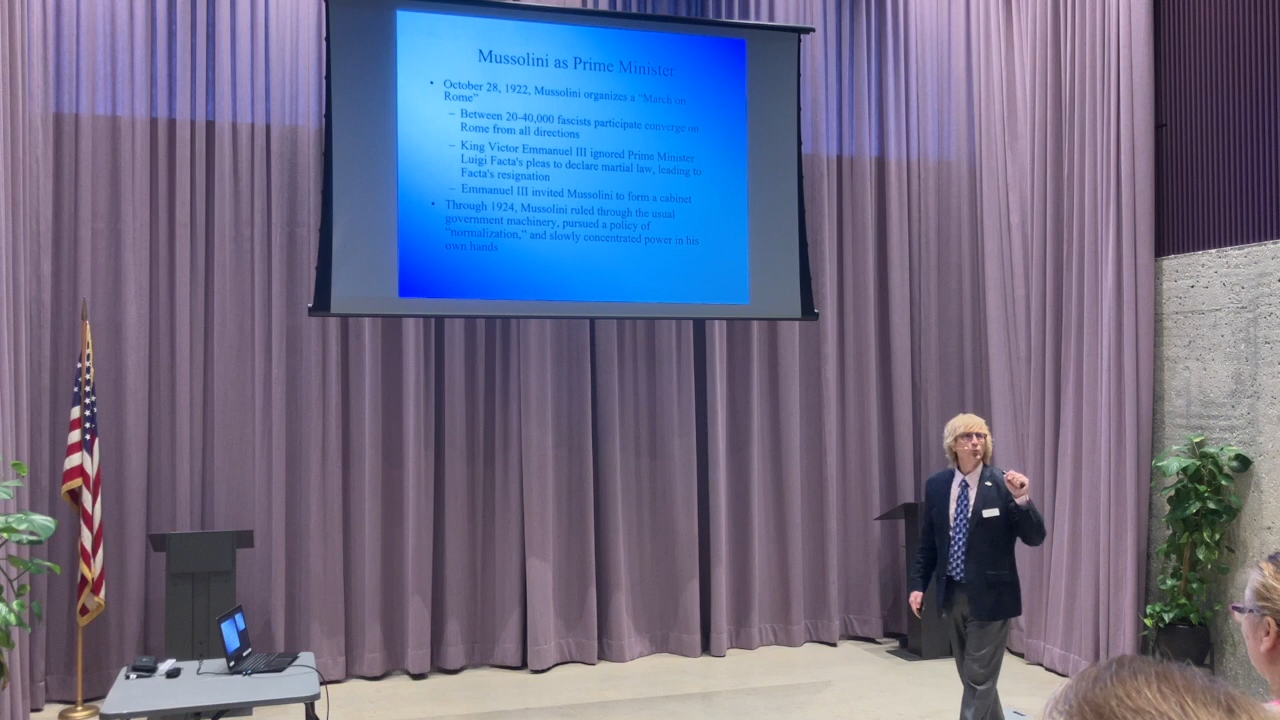 Mussolini as Prime Minister
• October 28, 1922, Mussolini organizes a "March on
Rome"
– Between 20-40,000 fascists participate converge on
Rome from all directions
– King Victor Emmanuel III ignored Prime Minister
Luigi Facta's pleas to declare martial law, leading to
Facta's resignation
– Emmanuel III invited Mussolini to form a cabinet
• Through 1924, Mussolini ruled through the usual
government machinery, pursued a policy of
"normalization," and slowly concentrated power in his
own hands